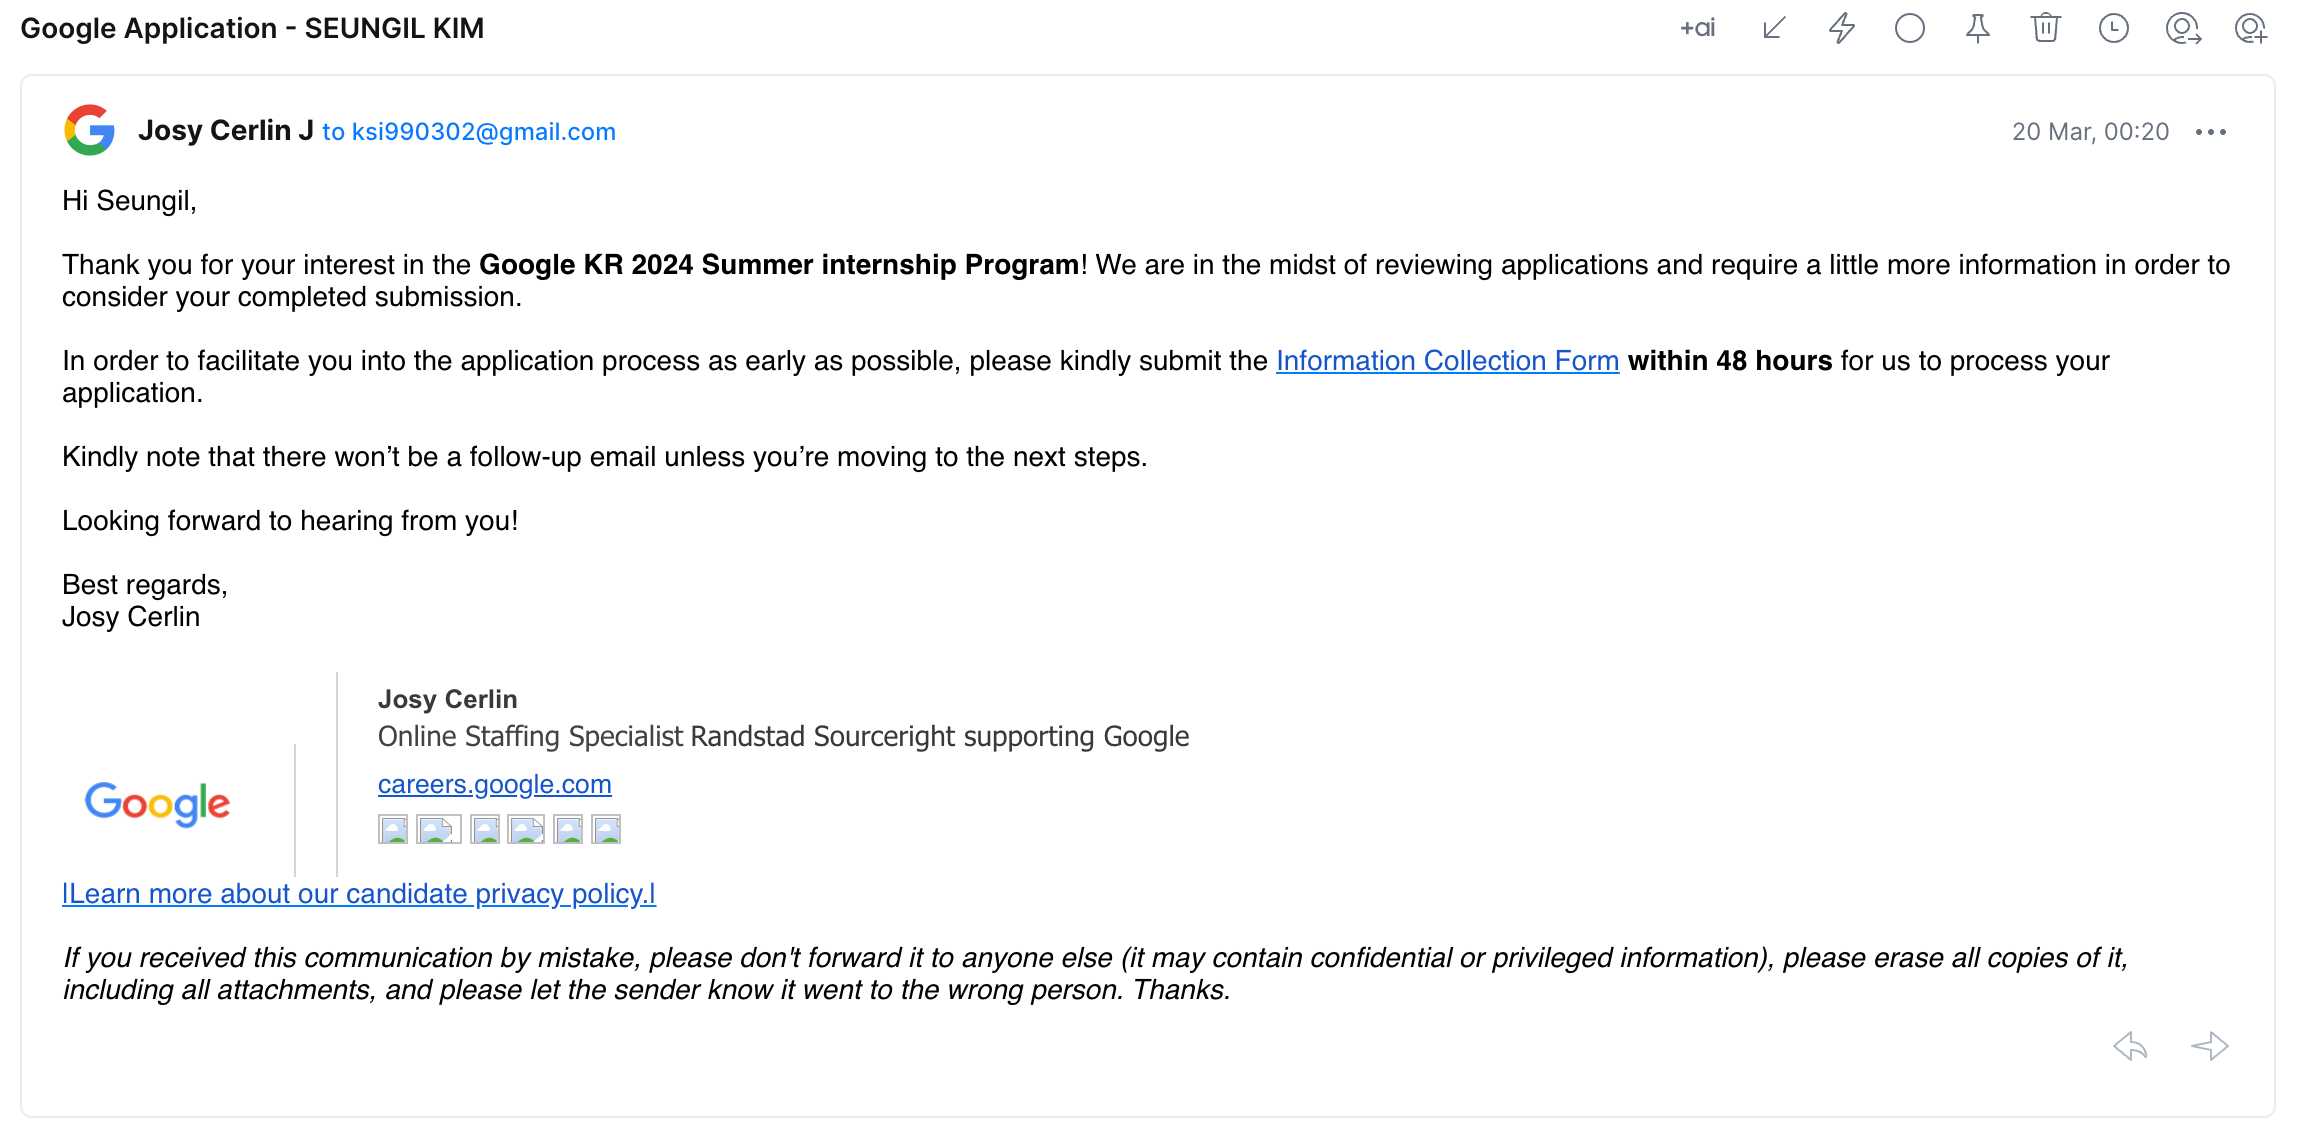 Google Application - SEUNGIL KIM
+ai
Josy Cerlin J to ksi990302@gmail.com
20 Mar, 00:20
Hi Seungil,
Thank you for your interest in the Google KR 2024 Summer internship Program! We are in the midst of reviewing applications and require a little more information in order to
consider your completed submission.
In order to facilitate you into the application process as early as possible, please kindly submit the Information Collection Form within 48 hours for us to process your
application.
Kindly note that there won’t be a follow-up email unless you’re moving to the next steps.
Looking forward to hearing from you!
Best regards,
Josy Cerlin
Josy Cerlin
Online Staffing Specialist Randstad Sourceright supporting Google
careers.google.com
Google
|Learn more about our candidate privacy policy.|
If you received this communication by mistake, please don't forward it to anyone else (it may contain confidential or privileged information), please erase all copies of it,
including all attachments, and please let the sender know it went to the wrong person. Thanks.